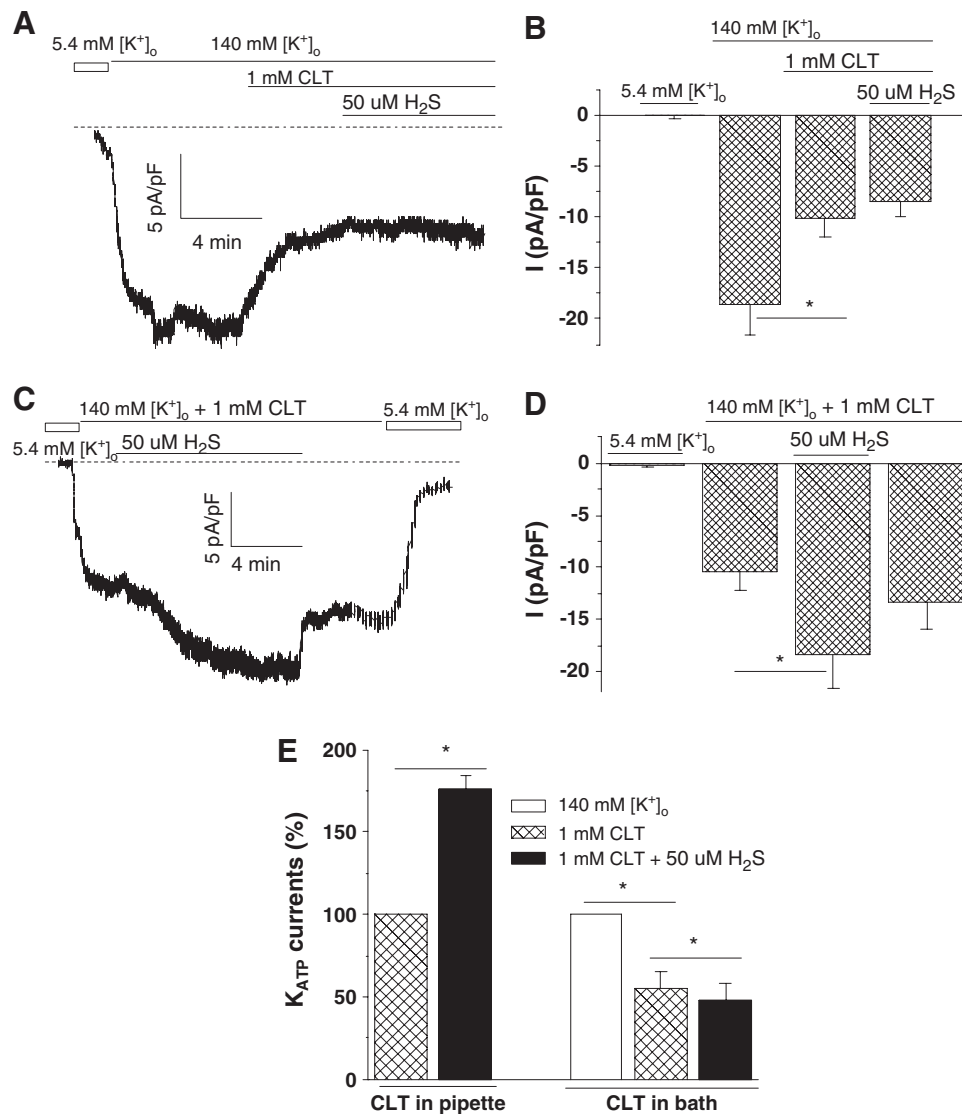 A
5.4 mM [K+]o
140 mM [K+]o
1 mM CLT
50 uM H2S
5 pA/pF
4 min
B
140 mM [K+]o
1 mM CLT
5.4 mM [K+]o
50 uM H2S
0
-5
-10
-15
-20
I (pA/pF)
*
C
140 mM [K+]o + 1 mM CLT
5.4 mM [K+]o
5.4 mM [K+]o
50 uM H2S
5 pA/pF
4 min
D
140 mM [K+]o + 1 mM CLT
5.4 mM [K+]o
50 uM H2S
0
-5
-10
-15
-20
I (pA/pF)
*
E
200
150
100
50
0
KATP currents (%)
*
140 mM [K+]o
1 mM CLT
1 mM CLT + 50 uM H2S
*
*
CLT in pipette
CLT in bath